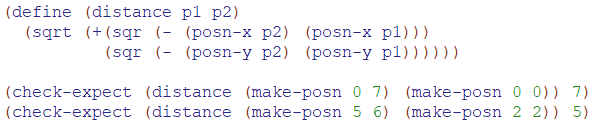 (define (distance p1 p2)
  (sqrt (+(sqr (- (posn-x p2) (posn-x p1)))
          (sqr (- (posn-y p2) (posn-y p1))))))

(check-expect (distance (make-posn 0 7) (make-posn 0 0)) 7)
(check-expect (distance (make-posn 5 6) (make-posn 2 2)) 5)